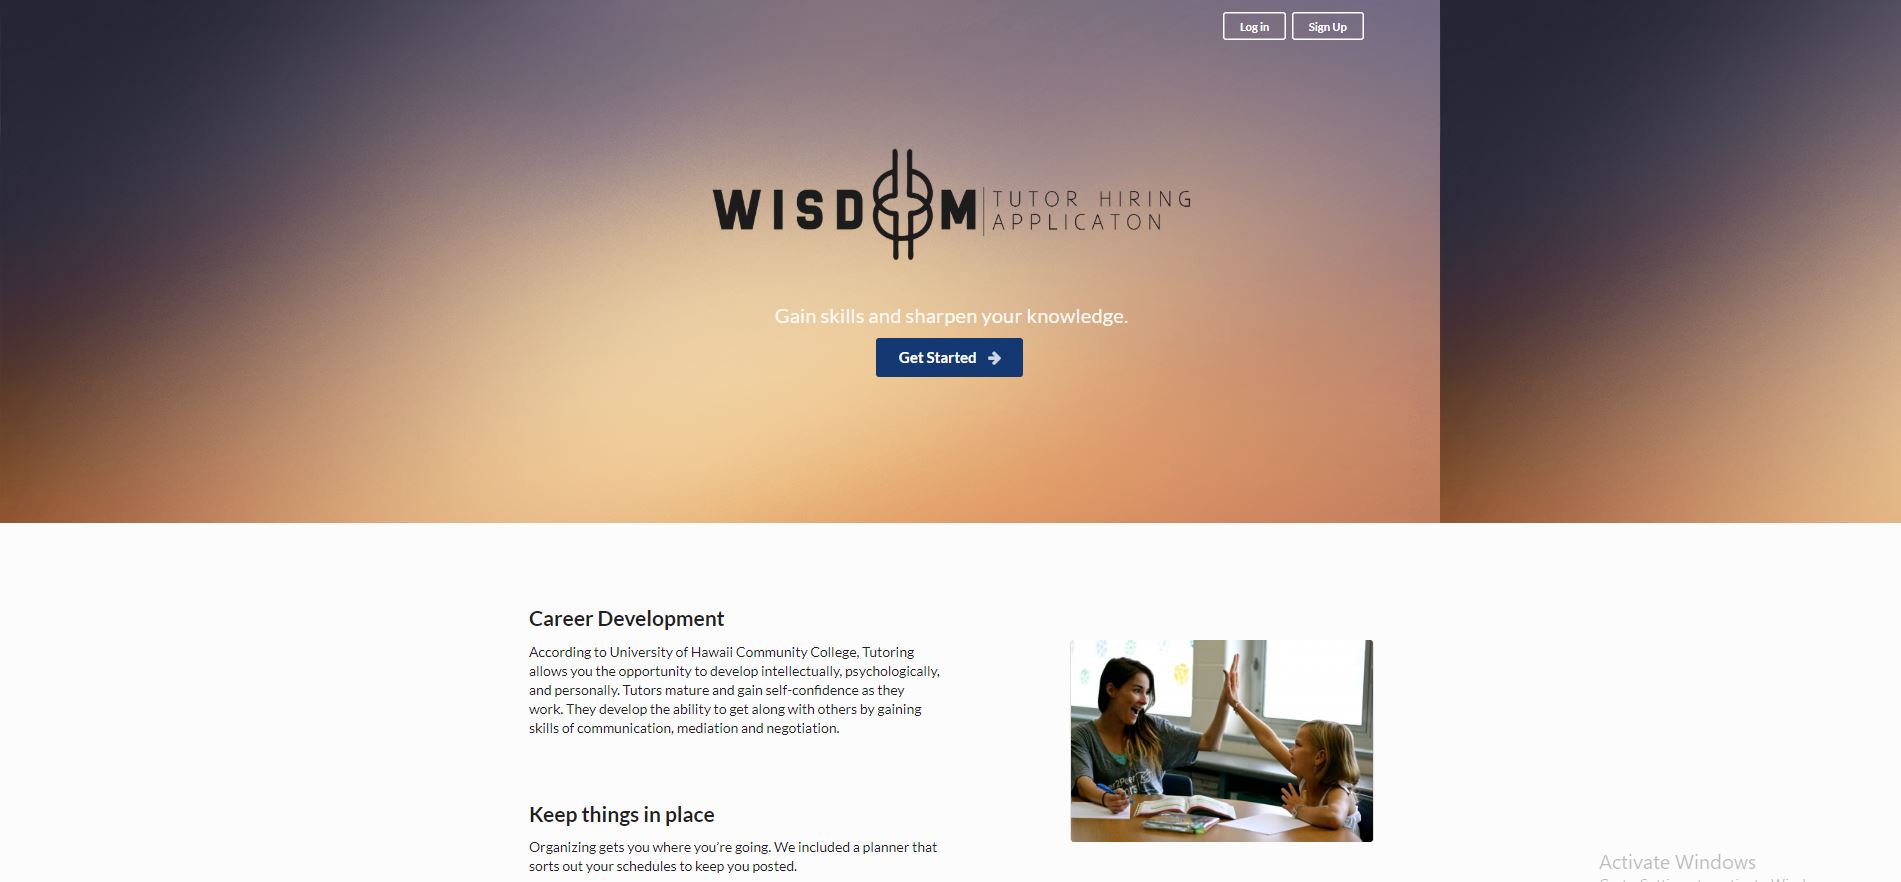 Log in
Sign Up
WISDOM
TUTOR HIRING
APPLICATON
Gain skills and sharpen your knowledge.
Get Started
Career Development
According to University of Hawaii Community College, Tutoring
allows you the opportunity to develop intellectually, psychologically,
and personally. Tutors mature and gain self-confidence as they
work. They develop the ability to get along with others by gaining
skills of communication, mediation and negotiation.
Keep things in place
Organizing gets you where you’re going. We included a planner that
sorts out your schedules to keep you posted.
Activate Windows